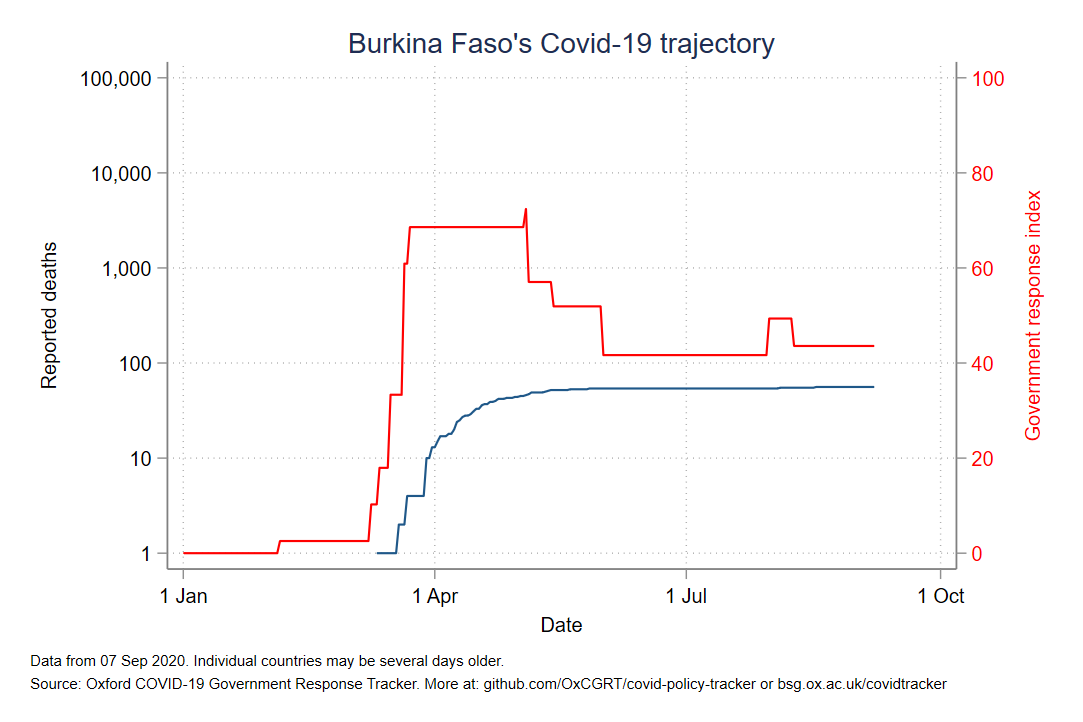 Burkina Faso's Covid-19 trajectory
100,000
10,000
1,000
100
10
1
Reported deaths
100
80
60
40
20
0
Government response index
1 Jan
1 Apr
1 Jul
1 Oct
Date
Data from 07 Sep 2020. Individual countries may be several days older.
Source: Oxford COVID-19 Government Response Tracker. More at: github.com/OxCGRT/covid-policy-tracker or bsg.ox.ac.uk/covidtracker